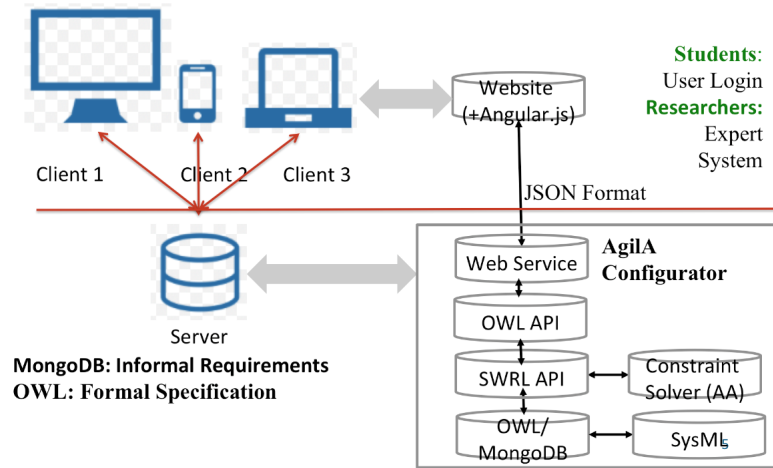 Students:
User Login
Researchers:
Expert
System
Website
(+Angular.js)
Client 1
Client 2
Client 3
JSON Format
AgilA
Configurator
Web Service
OWL API
SWRL API
Constraint
Solver (AA)
OWL/
MongoDB
SysML
5
Server
MongoDB: Informal Requirements
OWL: Formal Specification